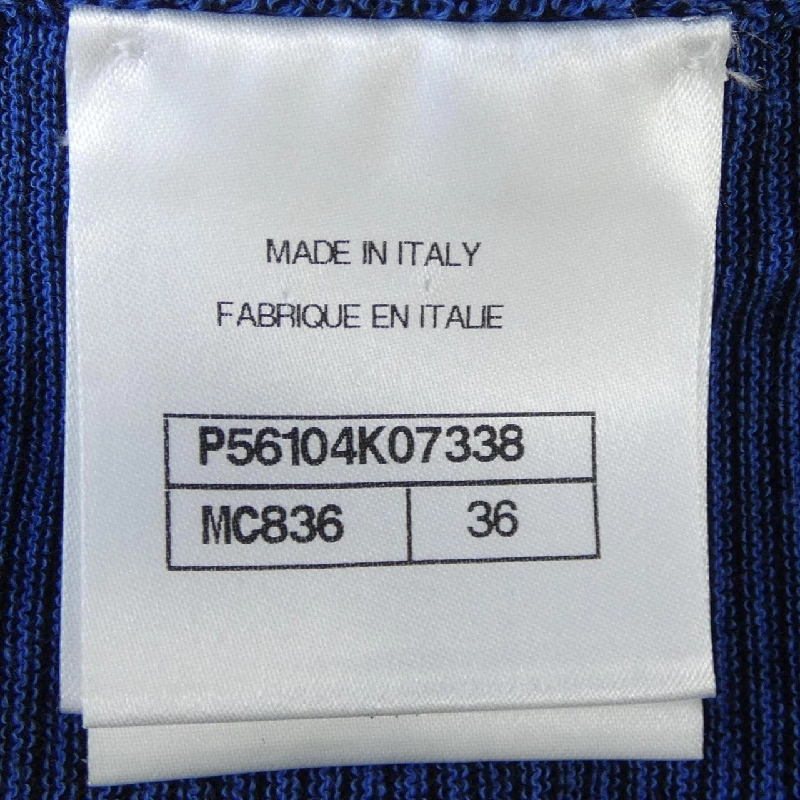 MADE IN ITALY
FABRIQUE EN ITALIE
P56104K07338
MC836 36